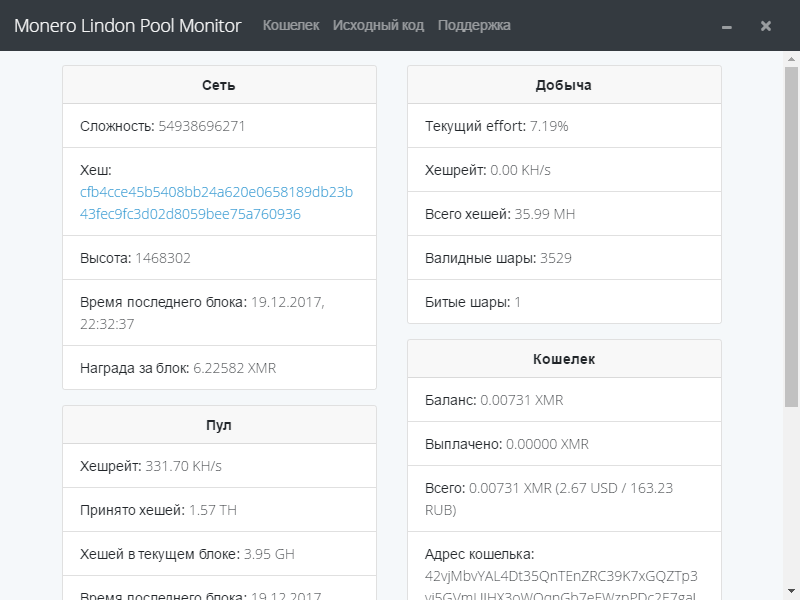 Monero Lindon Pool Monitor Кошелек Исходный код Поддержка
Сеть
Сложность: 54938696271
Хеш:
cfb4cce45b5408bb24a620e0658189db23b
43fec9fc3d02d8059bee75a760936
Высота: 1468302
Время последнего блока: 19.12.2017,
22:32:37
Награда за блок: 6.22582 XMR
Пул
Хешрейт: 331.70 KH/s
Принято хешей: 1.57 TH
Хешей в текущем блоке: 3.95 GH
Время последнего блока: 19.12.2017,
Добыча
Текущий effort: 7.19%
Хешрейт: 0.00 KH/s
Всего хешей: 35.99 MH
Валидные шары: 3529
Битые шары: 1
Кошелек
Баланс: 0.00731 XMR
Выплачено: 0.00000 XMR
Всего: 0.00731 XMR (2.67 USD / 163.23
RUB)
Адрес кошелька:
42vjMbvYAL4Dt35QnTEnZRC39K7xGQZTp3